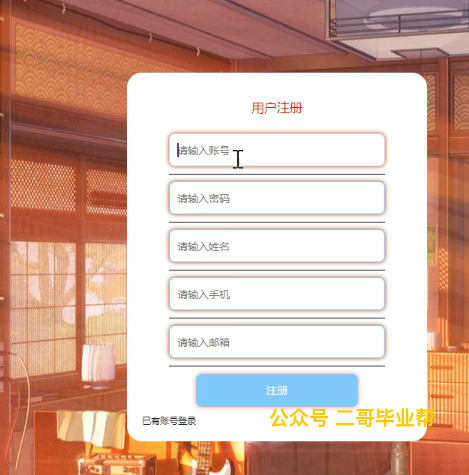 用户注册
请输入账号
请输入密码
请输入姓名
请输入手机
请输入邮箱
注册
已有账号登录
公众号 二哥毕业帮